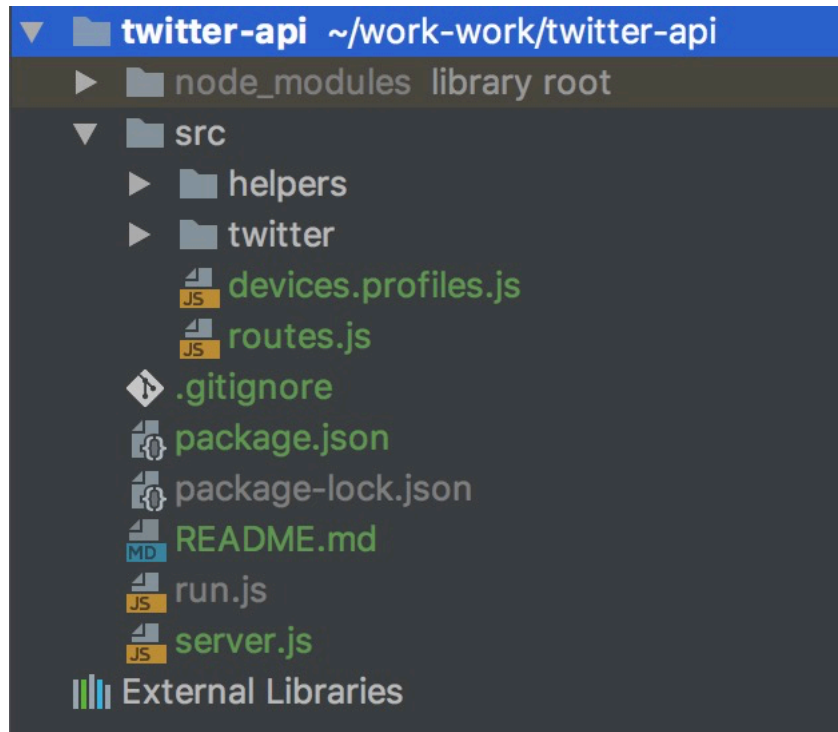 twitter-api ~/work-work/twitter-api
node_modules library root
src
helpers
twitter
JS devices.profiles.js
JS routes.js
.gitignore
{} package.json
{} package-lock.json
MD README.md
JS run.js
JS server.js
External Libraries